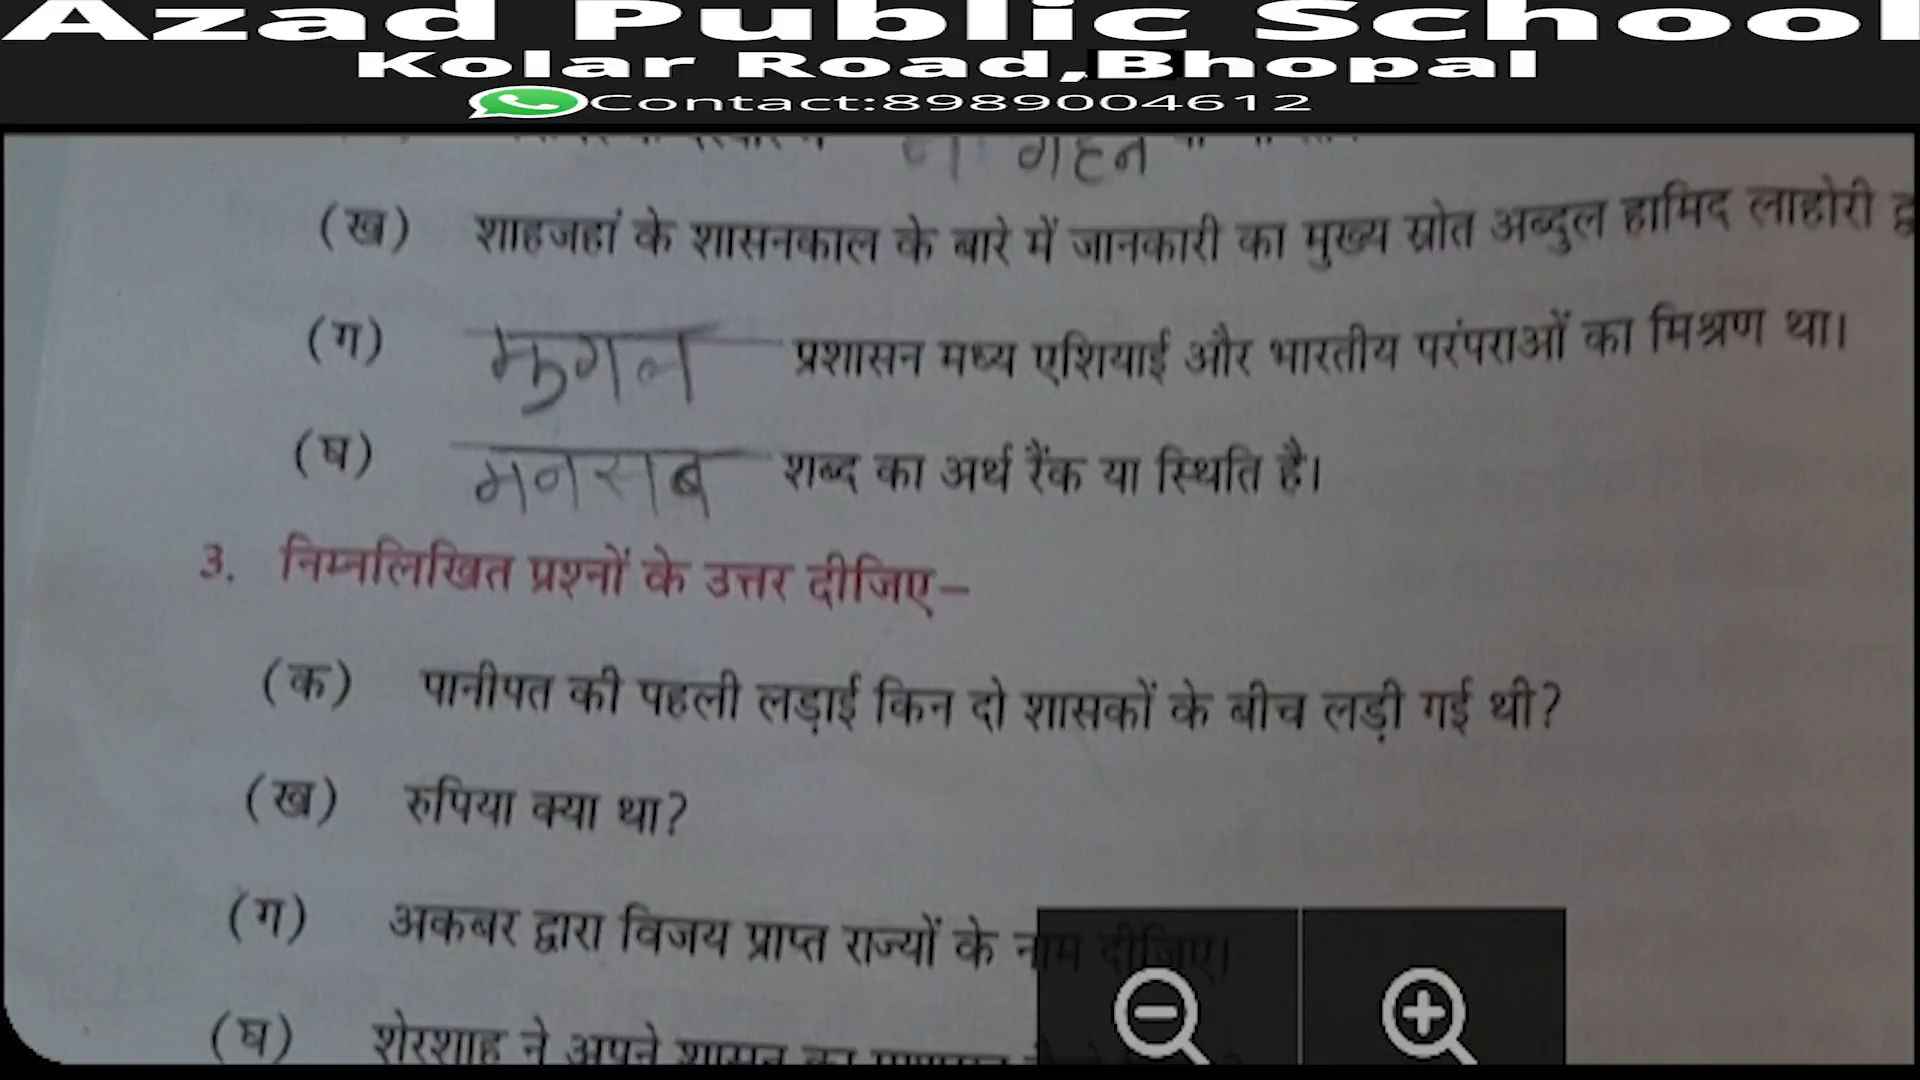 Azad Public School
Kolar Road,Bhopal
Contact:8989004612
(ख) शाहजहां के शासनकाल के बारे में जानकारी का मुख्य स्रोत अब्दुल हामिद लाहोरी
(ग) मुगल प्रशासन मध्य एशियाई और भारतीय परंपराओं का मिश्रण था।
(घ) मनसब शब्द का अर्थ रैंक या स्थिति है।
3. निम्नलिखित प्रश्नों के उत्तर दीजिए–
(क) पानीपत की पहली लड़ाई किन दो शासकों के बीच लड़ी गई थी?
(ख) रुपिया क्या था?
(ग) अकबर द्वारा विजय प्राप्त राज्यों के नाम दीजिए।
(घ) शेरशाह ने अपने शासन का